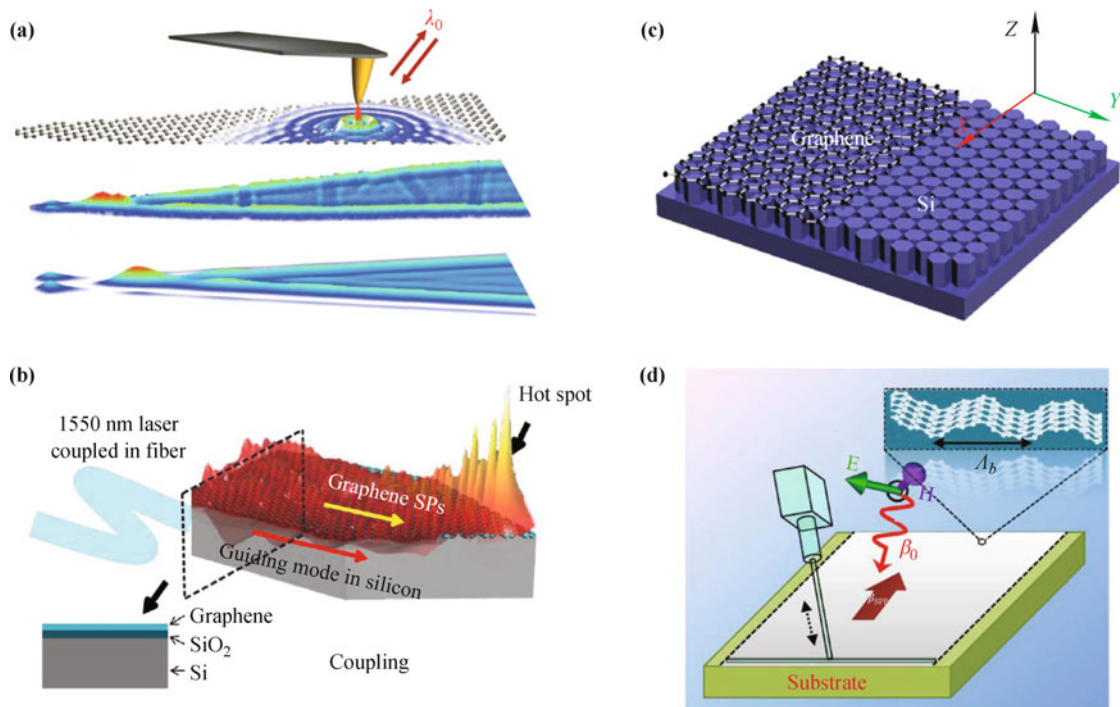 (a)
λ0
(c)
Z
Y
X
Graphene
Si
(b)
1550 nm laser
coupled in fiber
Hot spot
Graphene SPs
Guiding mode in silicon
Graphene
SiO2
Si
Coupling
(d)
Λb
E
H
β0
βSPP
Substrate